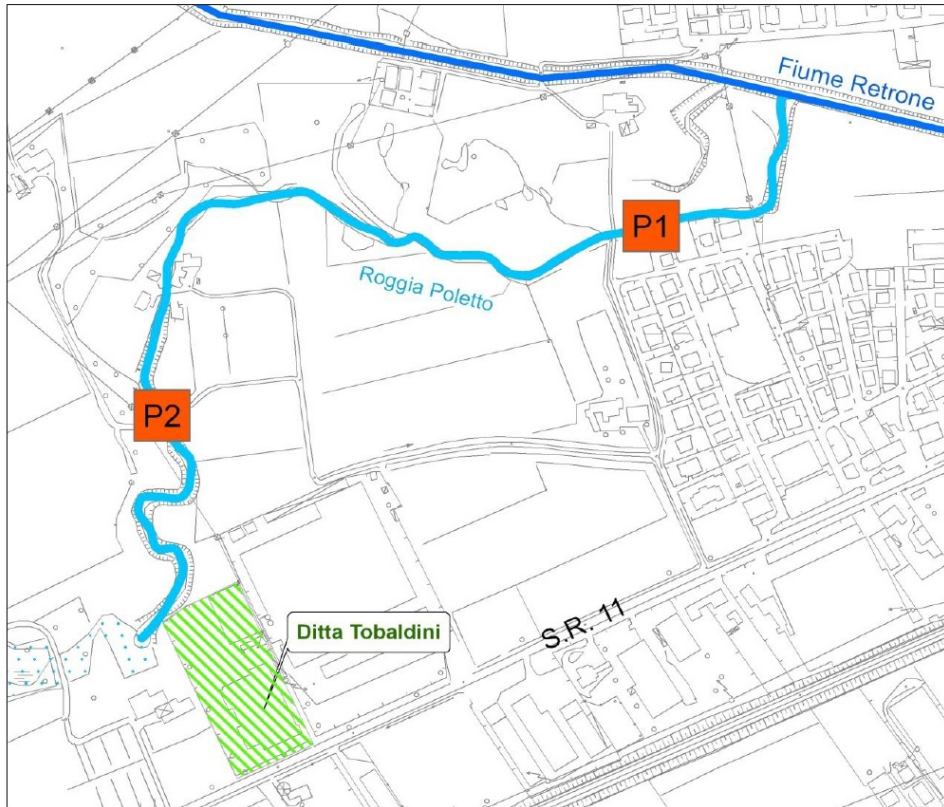 Fiume Retrone
P1
Roggia Poletto
P2
Ditta Tobaldini
S.R. 11